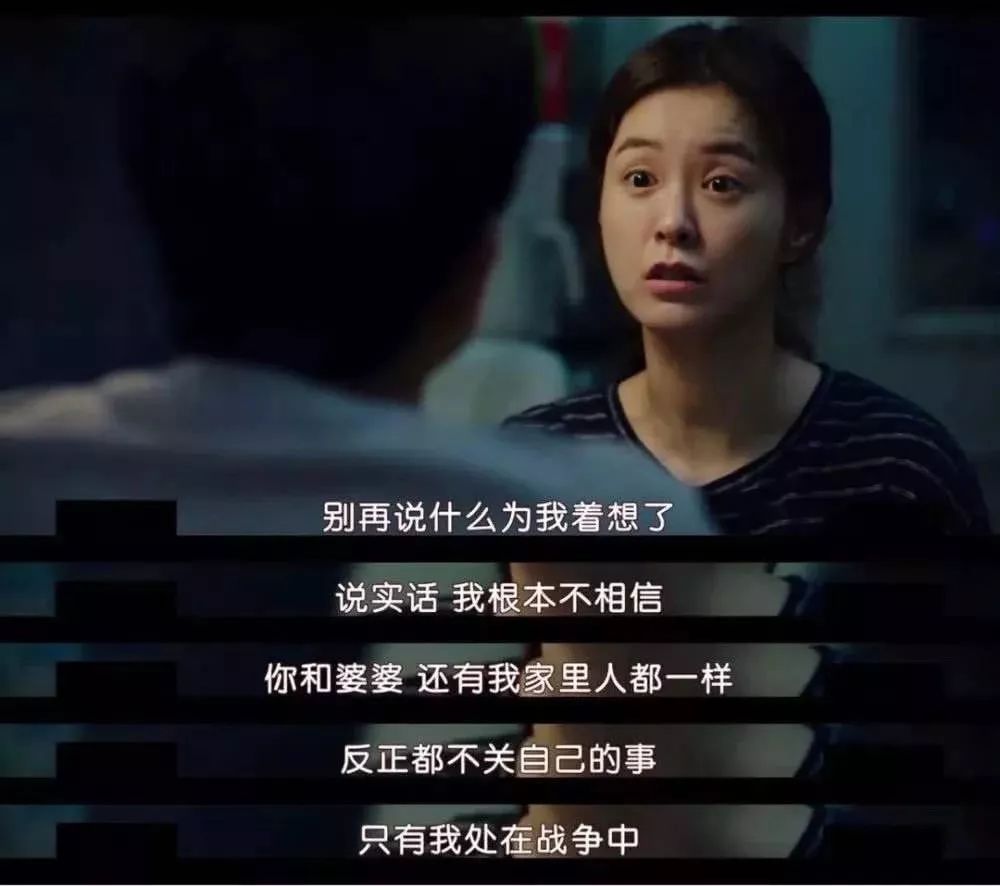 别再说什么为我着想了
说实话 我根本不相信
你和婆婆 还有我家里人都一样
反正都不关自己的事
只有我处在战争中